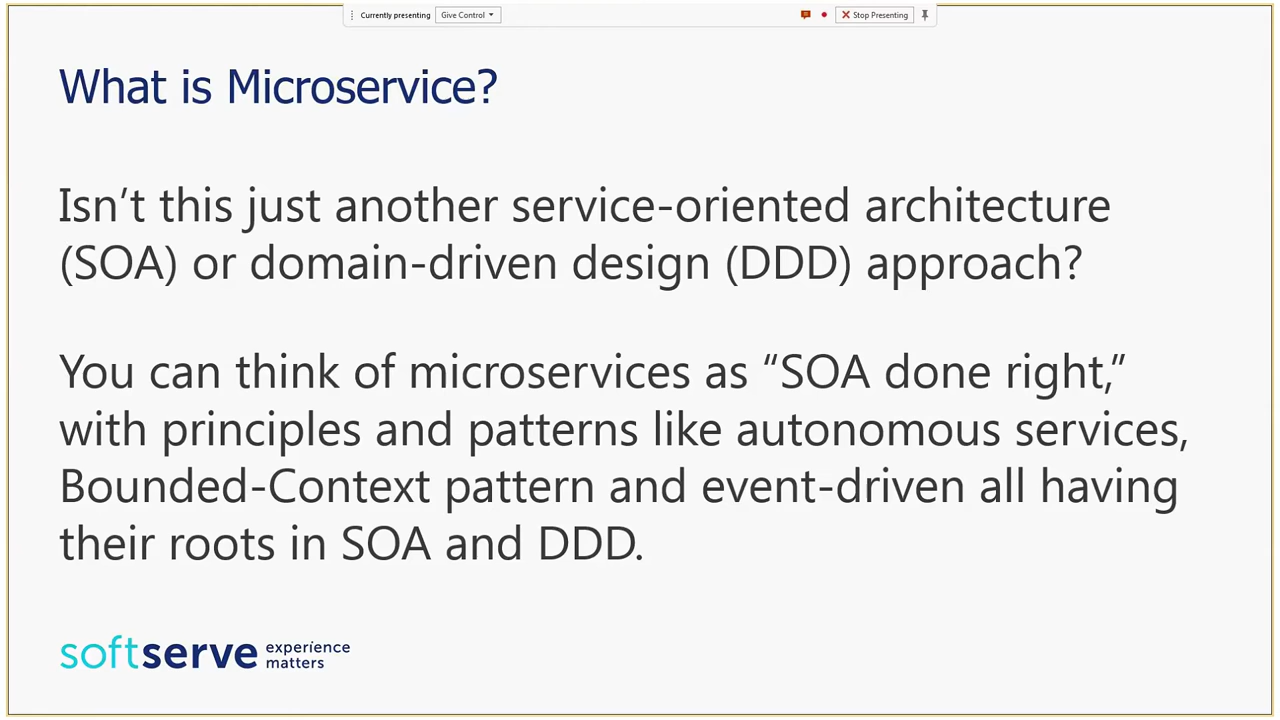 Currently presenting Give Control Stop Presenting
What is Microservice?
Isn’t this just another service-oriented architecture
(SOA) or domain-driven design (DDD) approach?
You can think of microservices as “SOA done right,”
with principles and patterns like autonomous services,
Bounded-Context pattern and event-driven all having
their roots in SOA and DDD.
softserve experience
matters